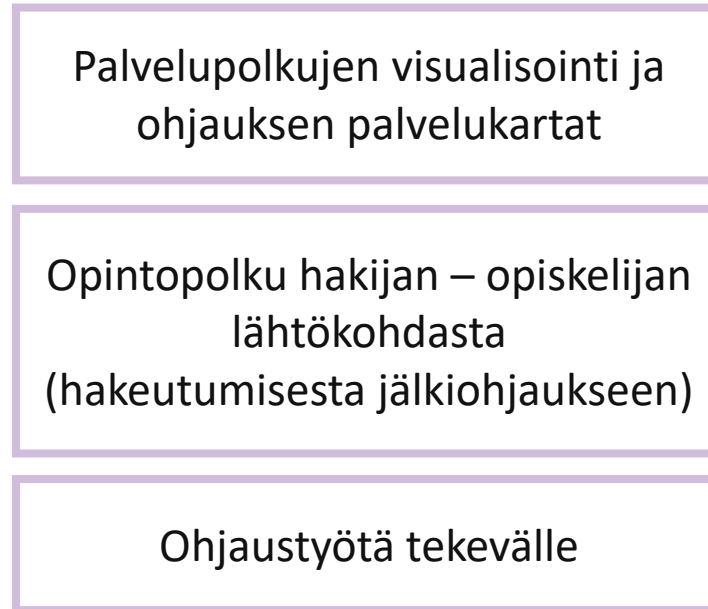 Palvelupolkujen visualisointi ja
ohjauksen palvelukartat
Opintopolku hakijan – opiskelijan
lähtökohdasta
(hakeutumisesta jälkiohjaukseen)
Ohjaustyötä tekevälle